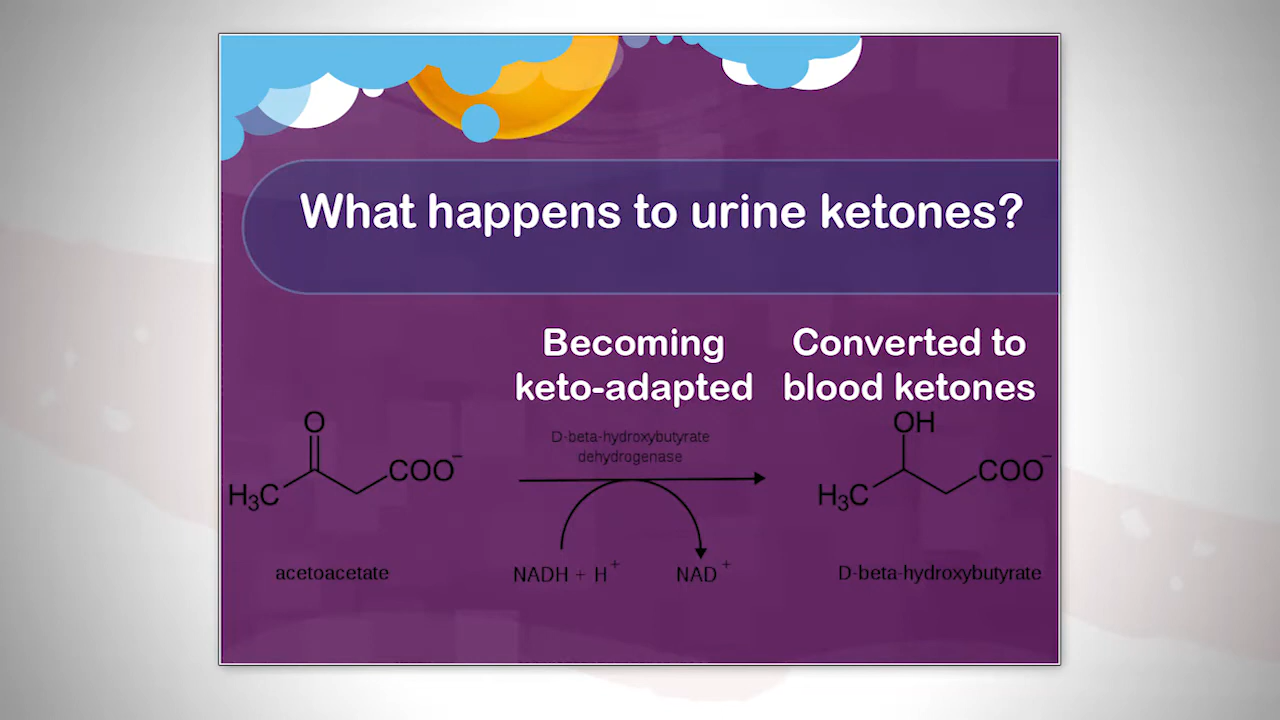 What happens to urine ketones?
Becoming
keto-adapted
Converted to
blood ketones
D-beta-hydroxybutyrate
dehydrogenase
O
H₃C
COO⁻
acetoacetate
NADH + H⁺
NAD⁺
OH
H₃C
COO⁻
D-beta-hydroxybutyrate